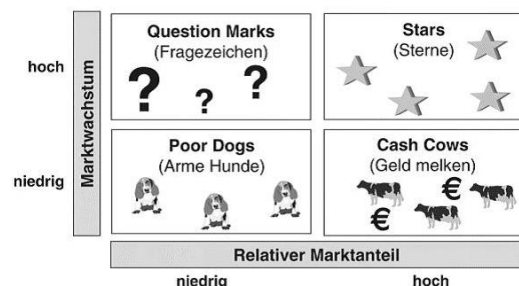 Question Marks
(Fragezeichen)
? ? ?
Stars
(Sterne)
hoch
Marktwachstum
Poor Dogs
(Arme Hunde)
Cash Cows
(Geld melken)
€
€
niedrig
Relativer Marktanteil
niedrig
hoch